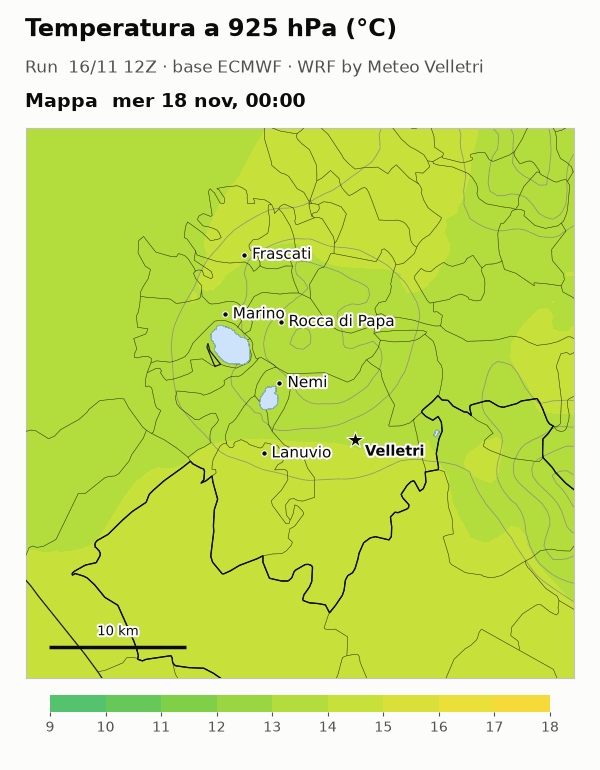 Temperatura a 925 hPa (°C)
Run  16/11 12Z · base ECMWF · WRF by Meteo Velletri
Mappa  mer 18 nov, 00:00
Frascati
Marino
Rocca di Papa
Nemi
Velletri
Lanuvio
10 km
9 10 11 12 13 14 15 16 17 18